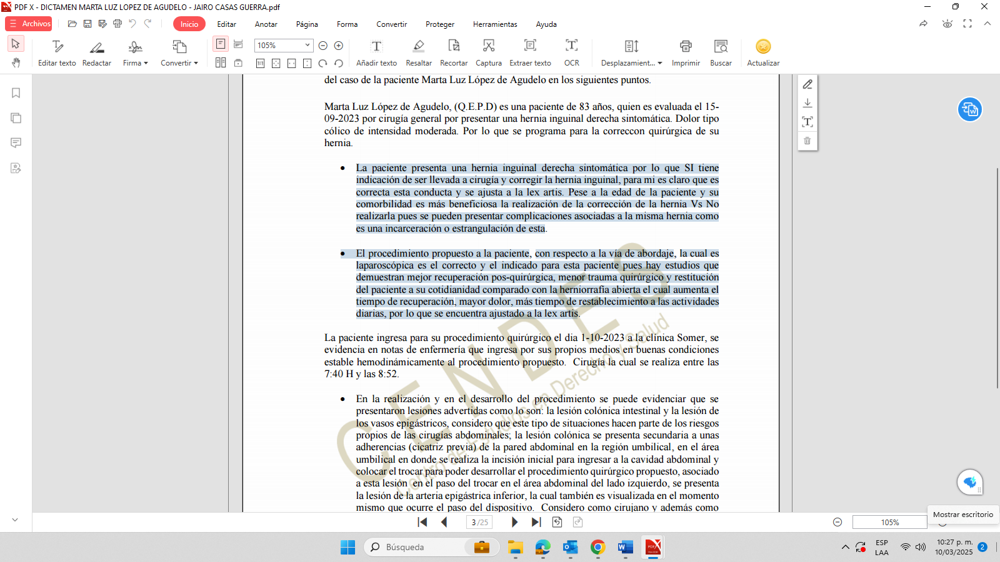 PDF X - DICTAMEN MARTA LUZ LOPEZ DE AGUDELO - JAIRO CASAS GUERRA.pdf
Archivos
Inicio
Editar
Anotar
Página
Forma
Convertir
Proteger
Herramientas
Ayuda
105%
Editar texto
Redactar
Firma
Convertir
Añadir texto
Resaltar
Recortar
Captura
Extraer texto
OCR
Desplazamient...
Imprimir
Buscar
Actualizar
del caso de la paciente Marta Luz López de Agudelo en los siguientes puntos.
Marta Luz López de Agudelo, (Q.E.P.D) es una paciente de 83 años, quien es evaluada el 15-
09-2023 por cirugía general por presentar una hernia inguinal derecha sintomática. Dolor tipo
cólico de intensidad moderada. Por lo que se programa para la correccon quirúrgica de su
hernia.
• La paciente presenta una hernia inguinal derecha sintomática por lo que SI tiene
indicación de ser llevada a cirugía y corregir la hernia inguinal, para mi es claro que es
correcta esta conducta y se ajusta a la lex artis. Pese a la edad de la paciente y su
comorbilidad es más beneficiosa la realización de la corrección de la hernia Vs No
realizarla pues se pueden presentar complicaciones asociadas a la misma hernia como
es una incarceración o estrangulación de esta.
• El procedimiento propuesto a la paciente, con respecto a la vía de abordaje, la cual es
laparoscópica es el correcto y el indicado para esta paciente pues hay estudios que
demuestran mejor recuperación pos-quirúrgica, menor trauma quirúrgico y restitución
del paciente a su cotidianidad comparado con la herniorrafia abierta el cual aumenta el
tiempo de recuperación, mayor dolor, más tiempo de restablecimiento a las actividades
diarias, por lo que se encuentra ajustado a la lex artis.
La paciente ingresa para su procedimiento quirúrgico el día 1-10-2023 a la clínica Somer, se
evidencia en notas de enfermería que ingresa por sus propios medios en buenas condiciones
estable hemodinámicamente al procedimiento propuesto. Cirugía la cual se realiza entre las
7:40 H y las 8:52.
• En la realización y en el desarrollo del procedimiento se puede evidenciar que se
presentaron lesiones advertidas como lo son: la lesión colónica intestinal y la lesión de
los vasos epigástricos, considero que este tipo de situaciones hacen parte de los riesgos
propios de las cirugías abdominales; la lesión colónica se presenta secundaria a unas
adherencias (cicatriz previa) de la pared abdominal en la región umbilical, en el área
umbilical en donde se realiza la incisión inicial para ingresar a la cavidad abdominal y
colocar el trocar para poder desarrollar el procedimiento quirúrgico propuesto, asociado
a esta lesión en el paso del trocar en el área abdominal del lado izquierdo, se presenta
la lesión de la arteria epigástrica inferior, la cual también es visualizada en el momento
mismo que ocurre el paso del dispositivo. Considero como cirujano y además como
CENDES
Centro de Estudios en Derecho y Salud
3 /25
105%
Mostrar escritorio
Búsqueda
ESP
LAA
10:27 p. m.
10/03/2025
2